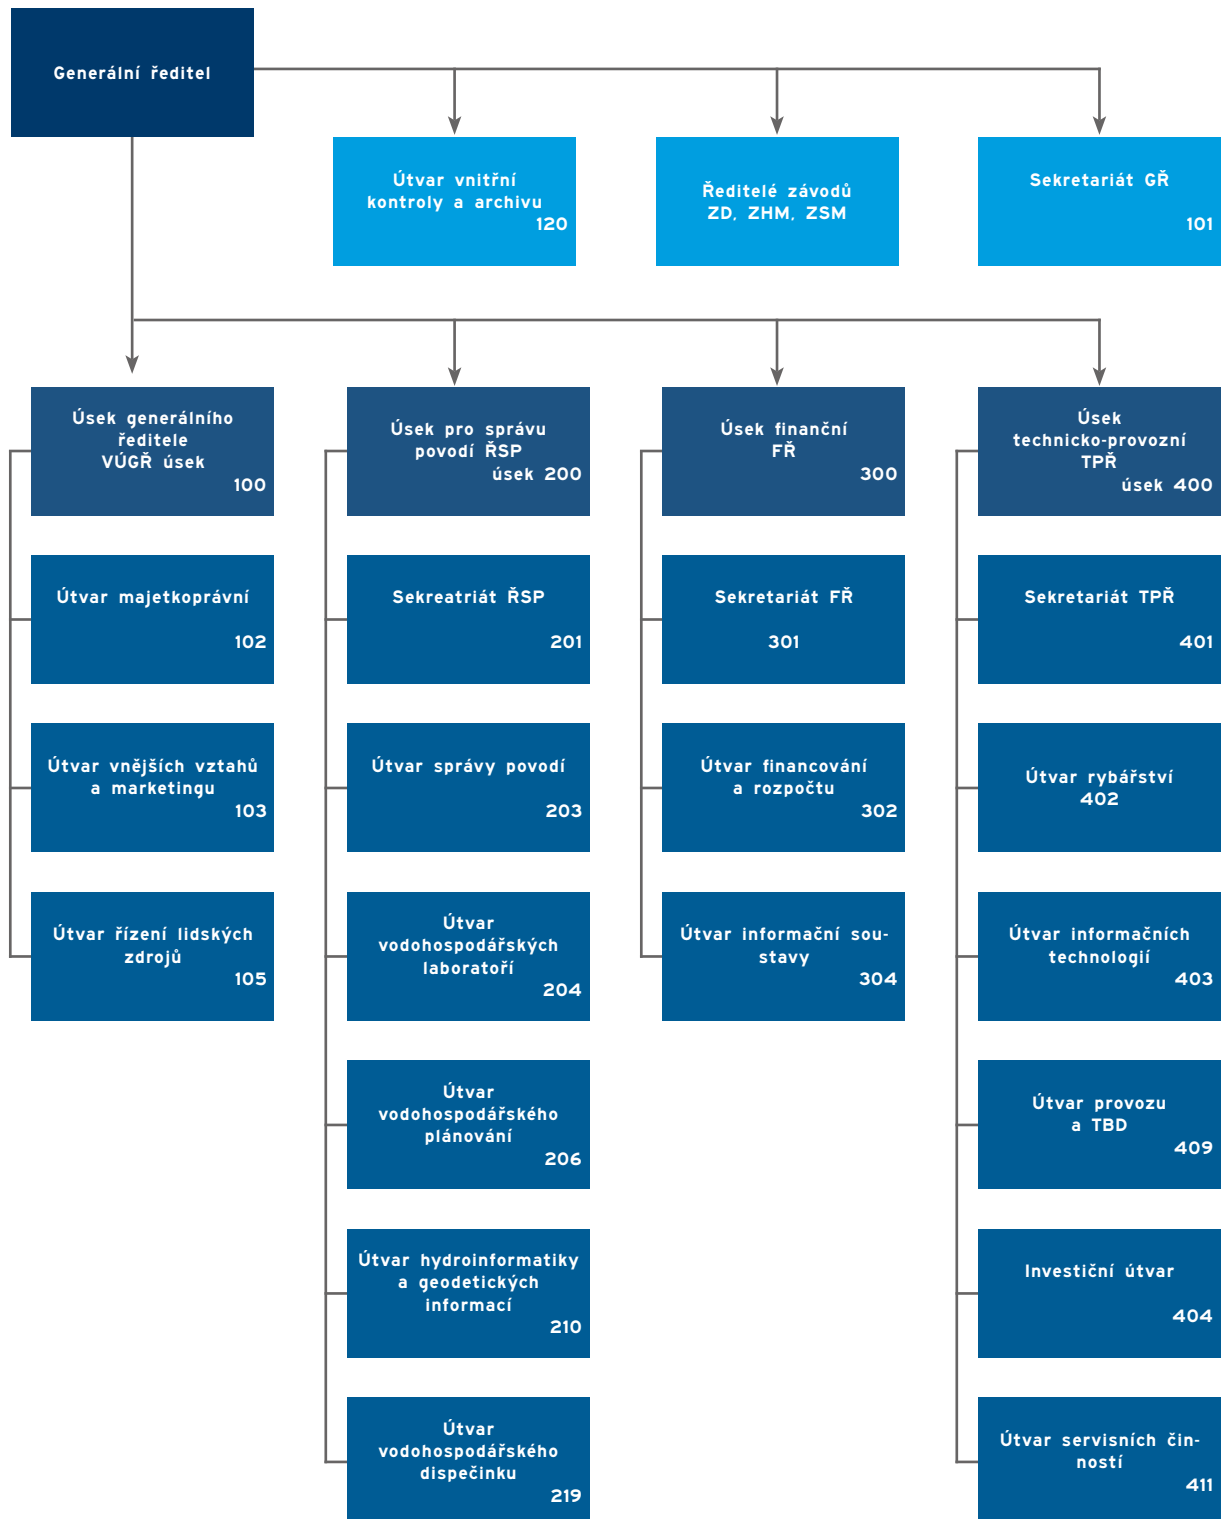 Generální ředitel
Útvar vnitřní
kontroly a archivu
120
Ředitelé závodů
ZD, ZHM, ZSM
Sekretariát GŘ
101
Úsek generálního
ředitele
VÚGŘ úsek
100
Úsek pro správu
povodí ŘSP
úsek 200
Úsek finanční
FŘ
300
Úsek
technicko-provozní
TPŘ
úsek 400
Útvar majetkoprávní
102
Sekreatriát ŘSP
201
Sekretariát FŘ
301
Sekretariát TPŘ
401
Útvar vnějších vztahů
a marketingu
103
Útvar správy povodí
203
Útvar financování
a rozpočtu
302
Útvar rybářství
402
Útvar řízení lidských
zdrojů
105
Útvar
vodohospodářských
laboratoří
204
Útvar informační sou-
stavy
304
Útvar informačních
technologií
403
Útvar
vodohospodářského
plánování
206
Útvar provozu
a TBD
409
Útvar hydroinformatiky
a geodetických
informací
210
Investiční útvar
404
Útvar
vodohospodářského
dispečinku
219
Útvar servisních čin-
ností
411